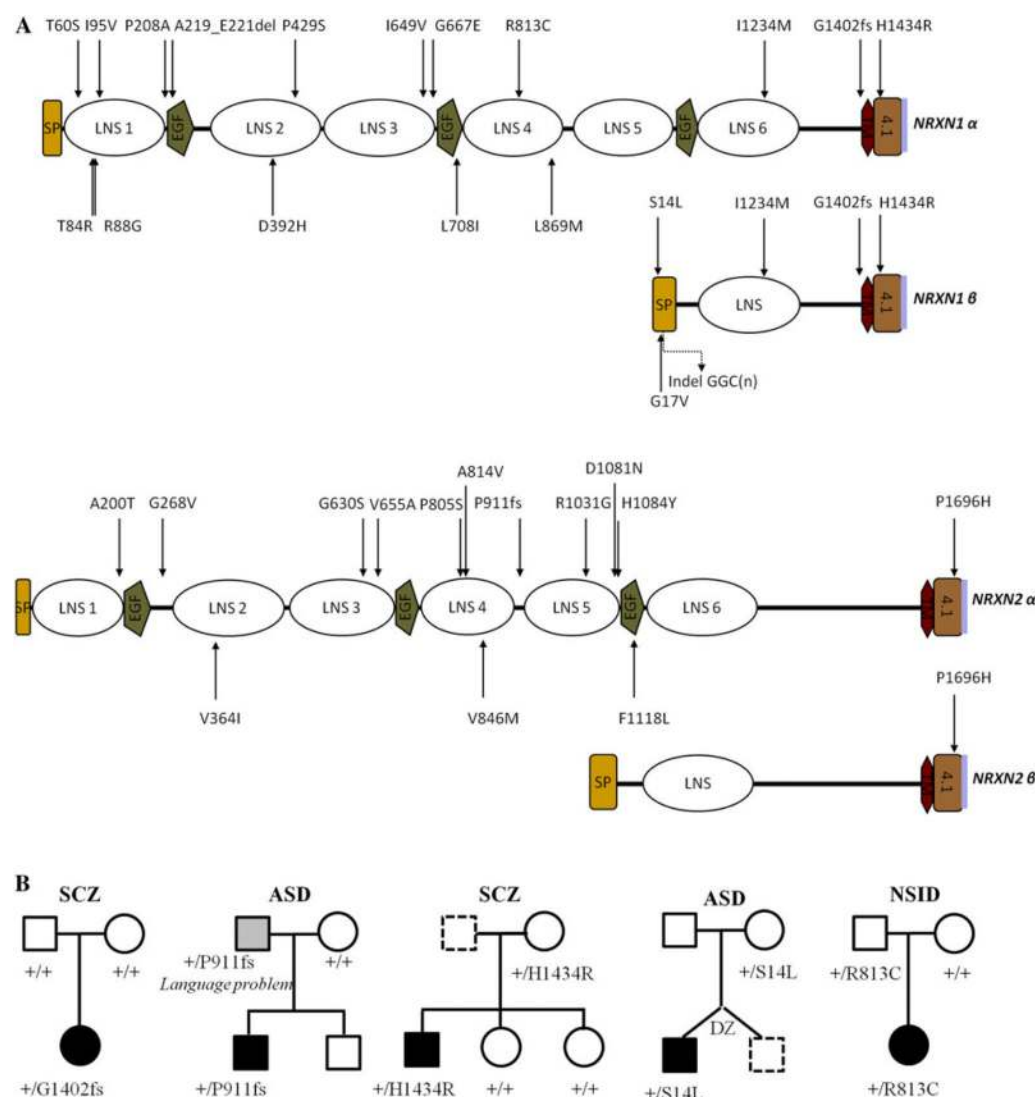 A
T60S I95V P208A A219_E221del P429S I649V G667E R813C I1234M G1402fs H1434R
SP LNS 1 EGF LNS 2 LNS 3 EGF LNS 4 LNS 5 EGF LNS 6 4.1 NRXN1 α
T84R R88G D392H L708I L869M
S14L I1234M G1402fs H1434R
SP LNS 4.1 NRXN1 β
Indel GGC(n)
G17V
A814V D1081N
A200T G268V G630S V655A P805S P911fs R1031G H1084Y P1696H
SP LNS 1 EGF LNS 2 LNS 3 EGF LNS 4 LNS 5 EGF LNS 6 4.1 NRXN2 α
V364I V846M F1118L
P1696H
SP LNS 4.1 NRXN2 β
B
SCZ ASD SCZ ASD NSID
+/+ +/+ +/P911fs +/+ +/H1434R +/S14L +/R813C +/+
Language problem
DZ
+/G1402fs +/P911fs +/H1434R +/+ +/+ +/S14L +/R813C